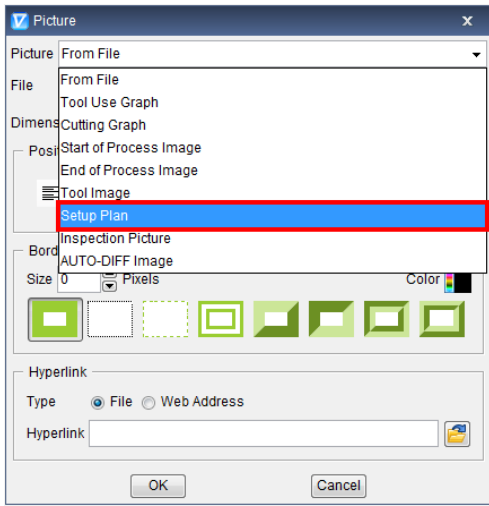 Picture
x
Picture From File
File From File
Tool Use Graph
Dimens Cutting Graph
Posi Start of Process Image
End of Process Image
Tool Image
Setup Plan
Inspection Picture
Bord AUTO-DIFF Image
Size 0 Pixels Color
Hyperlink
Type File Web Address
Hyperlink
OK Cancel